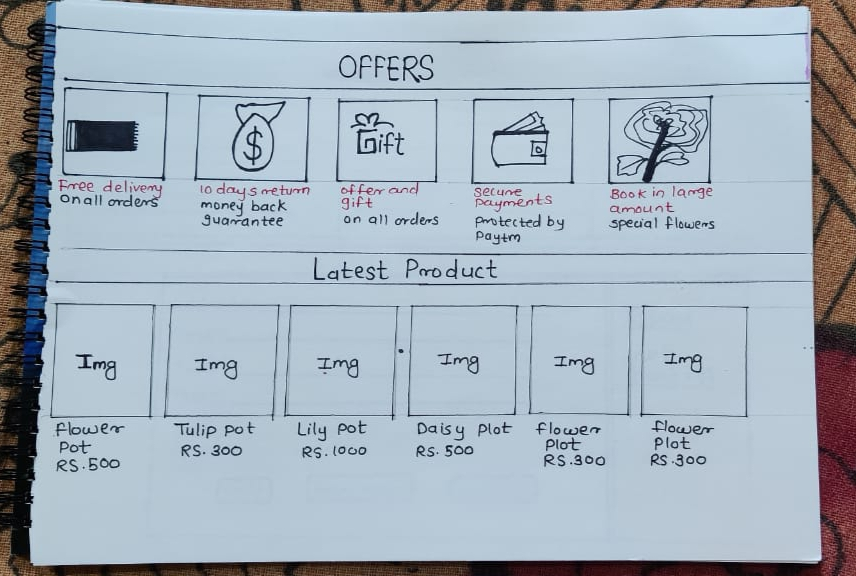 OFFERS
$
Gift
Free delivery
On all orders
10 days return
money back
guarantee
offer and
gift
on all orders
secure
payments
protected by
Paytm
Book in large
amount
special flowers
Latest Product
Img
Img
Img
Img
Img
Img
flower
Pot
RS.500
Tulip pot
RS.300
Lily pot
RS.1000
Daisy plot
RS.500
flower
Plot
RS.300
flower
Plot
RS.300